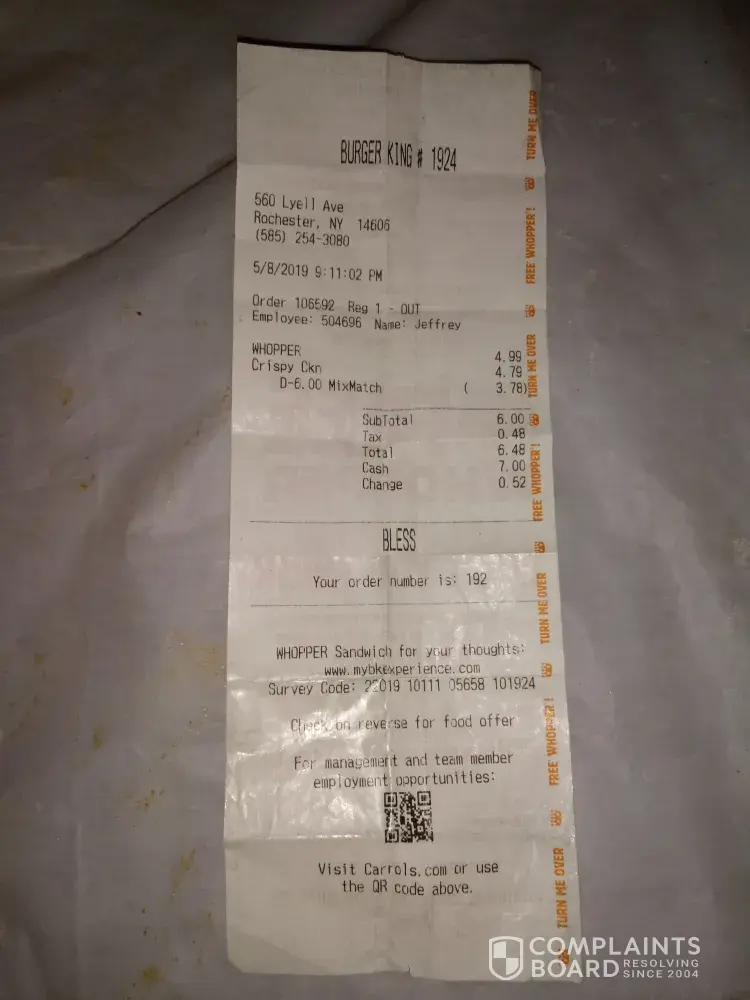 BURGER KING # 1924
560 Lyell Ave
Rochester, NY 14606
(585) 254-3080
5/8/2019 9:11:02 PM
Order 106592 Reg 1 - OUT
Employee: 504696 Name: Jeffrey
WHOPPER 4.99
Crispy Ckn 4.79
D-6.00 MixMatch ( 3.78)
SubTotal 6.00
Tax 0.48
Total 6.48
Cash 7.00
Change 0.52
BLESS
Your order number is: 192
WHOPPER Sandwich for your thoughts:
www.mybkexperience.com
Survey Code: 22019 10111 05658 101924
Check on reverse for food offer
For management and team member
employment opportunities:
Visit Carrols.com or use
the QR code above.
TURN ME OVER
FREE WHOPPER!
TURN ME OVER
FREE WHOPPER!
TURN ME OVER
FREE WHOPPER!
TURN ME OVER
COMPLAINTS
BOARD RESOLVING
SINCE 2004